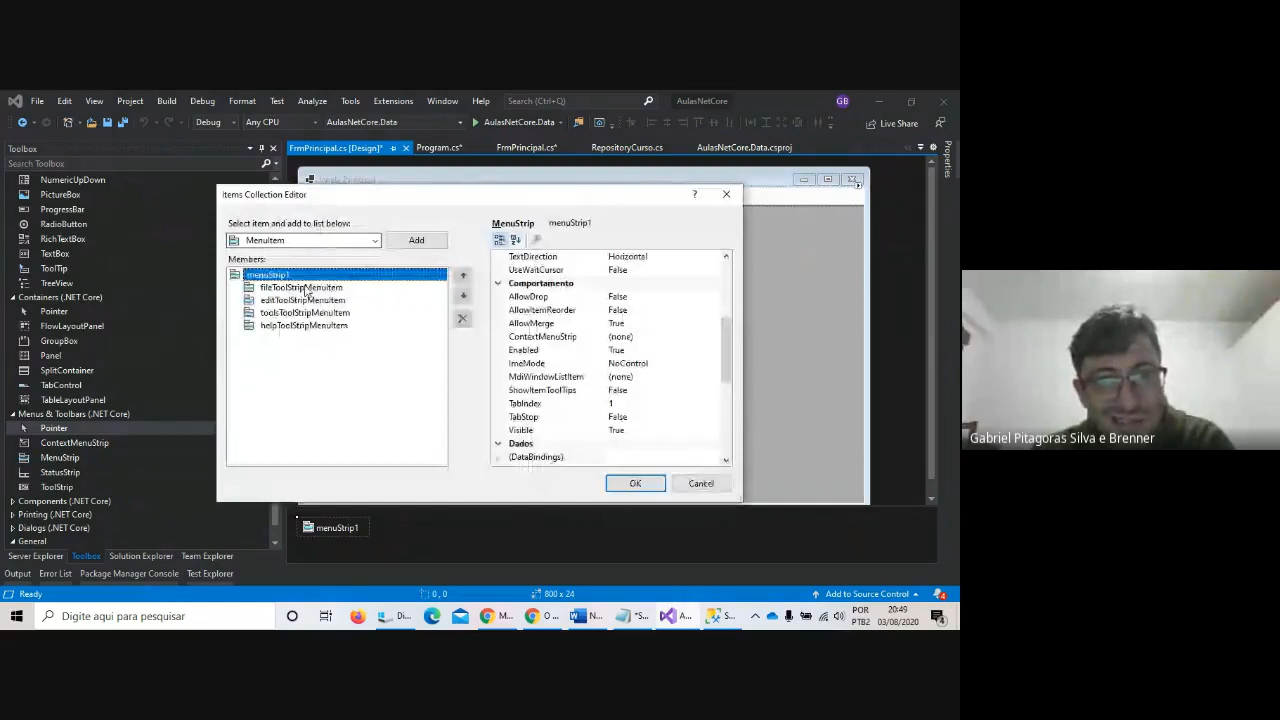 File Edit View Project Build Debug Format Test Analyze Tools Extensions Window Help Search (Ctrl+Q) AulasNetCore GB
Debug Any CPU AulasNetCore.Data AulasNetCore.Data Live Share
Toolbox
FrmPrincipal.cs [Design]* Program.cs* FrmPrincipal.cs* RepositoryCurso.cs AulasNetCore.Data.csproj
Properties
Search Toolbox
NumericUpDown
PictureBox
ProgressBar
RadioButton
RichTextBox
TextBox
ToolTip
TreeView
Containers (.NET Core)
Pointer
FlowLayoutPanel
GroupBox
Panel
SplitContainer
TabControl
TableLayoutPanel
Menus & Toolbars (.NET Core)
Pointer
ContextMenuStrip
MenuStrip
StatusStrip
ToolStrip
Components (.NET Core)
Printing (.NET Core)
Dialogs (.NET Core)
General
Items Collection Editor
Select item and add to list below:
MenuItem Add
Members:
menuStrip1
fileToolStripMenuItem
editToolStripMenuItem
toolsToolStripMenuItem
helpToolStripMenuItem
MenuStrip menuStrip1
TextDirection Horizontal
UseWaitCursor False
Comportamento
AllowDrop False
AllowItemReorder False
AllowMerge True
ContextMenuStrip (none)
Enabled True
ImeMode NoControl
MdiWindowListItem (none)
ShowItemToolTips False
TabIndex 1
TabStop False
Visible True
Dados
(DataBindings)
OK Cancel
menuStrip1
Server Explorer Toolbox Solution Explorer Team Explorer
Output Error List Package Manager Console Test Explorer
Ready 0, 0 800 x 24 Add to Source Control 4
Digite aqui para pesquisar Di... M... O ... N... "S... A... S...
POR 20:49
PTB2 03/08/2020 4
Gabriel Pitagoras Silva e Brenner